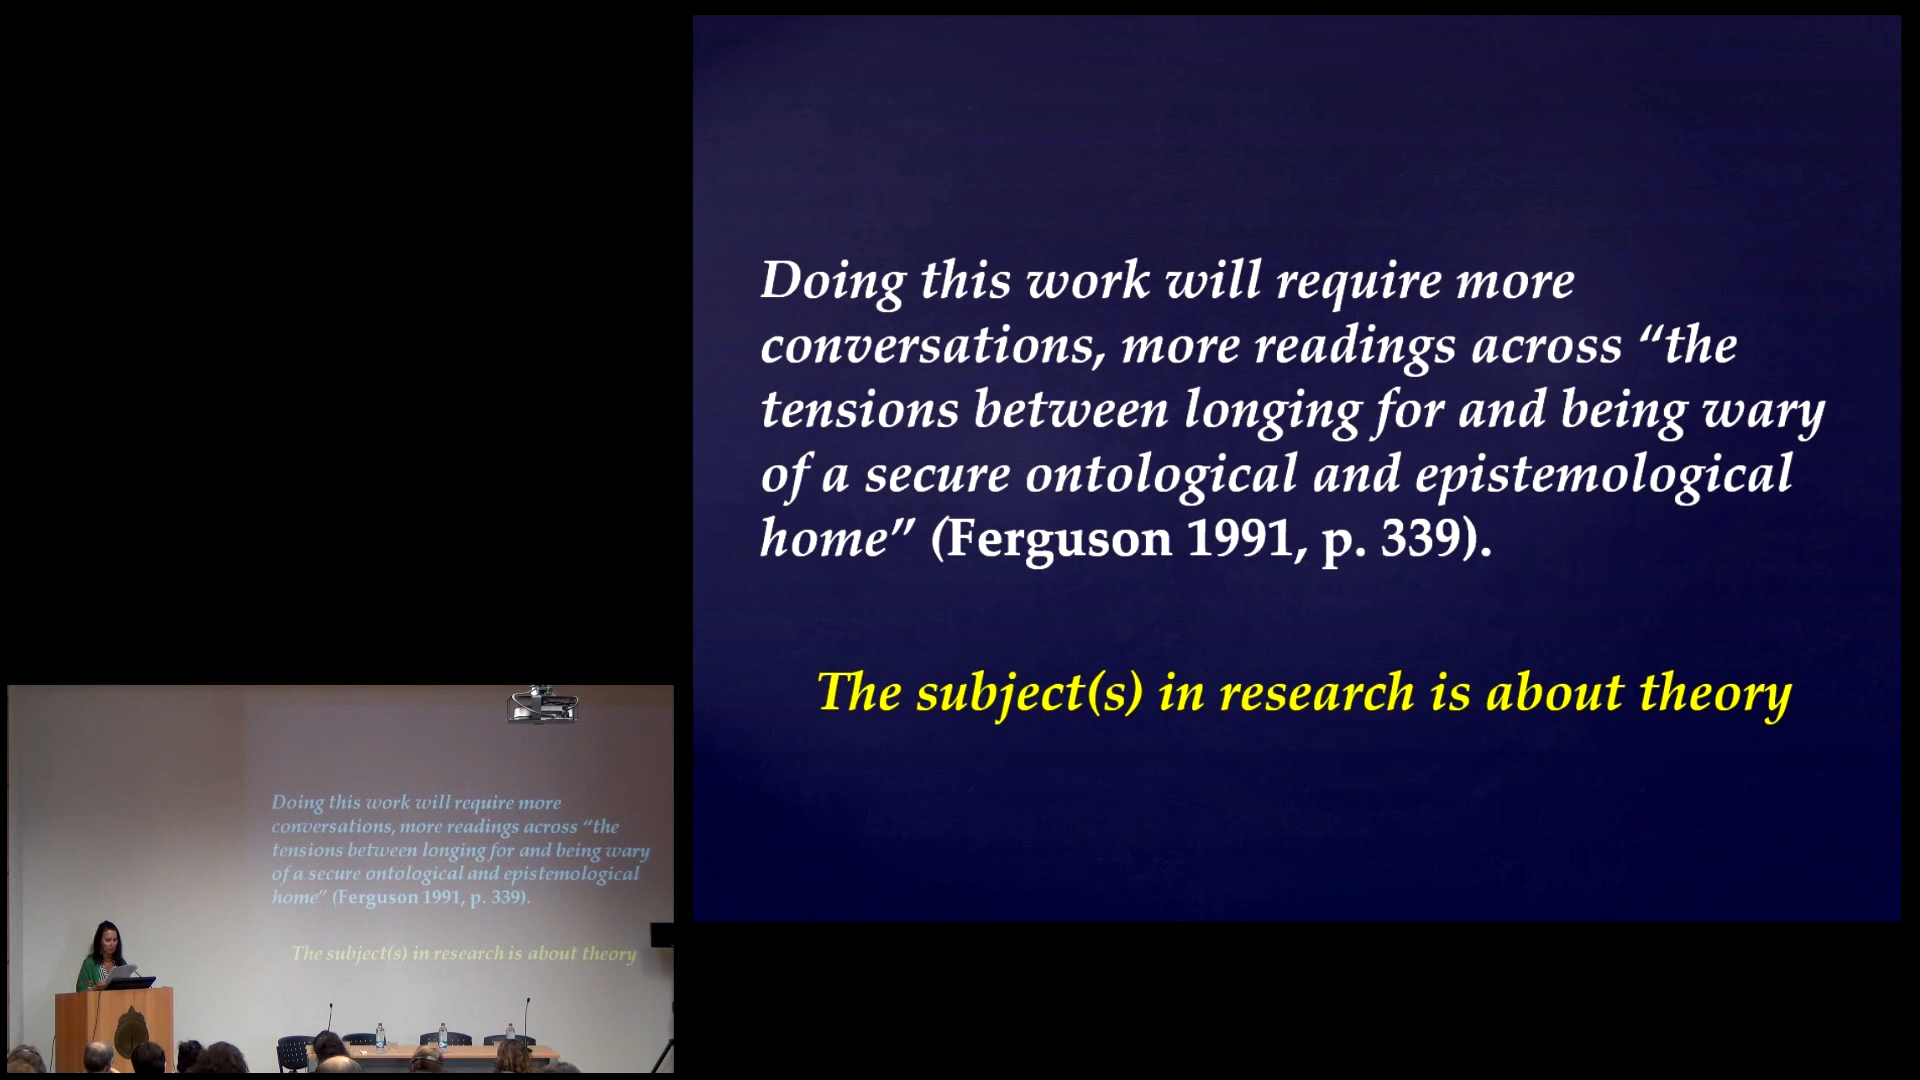 Doing this work will require more
conversations, more readings across “the
tensions between longing for and being wary
of a secure ontological and epistemological
home” (Ferguson 1991, p. 339).
The subject(s) in research is about theory
Doing this work will require more
conversations, more readings across “the
tensions between longing for and being wary
of a secure ontological and epistemological
home” (Ferguson 1991, p. 339).
The subject(s) in research is about theory